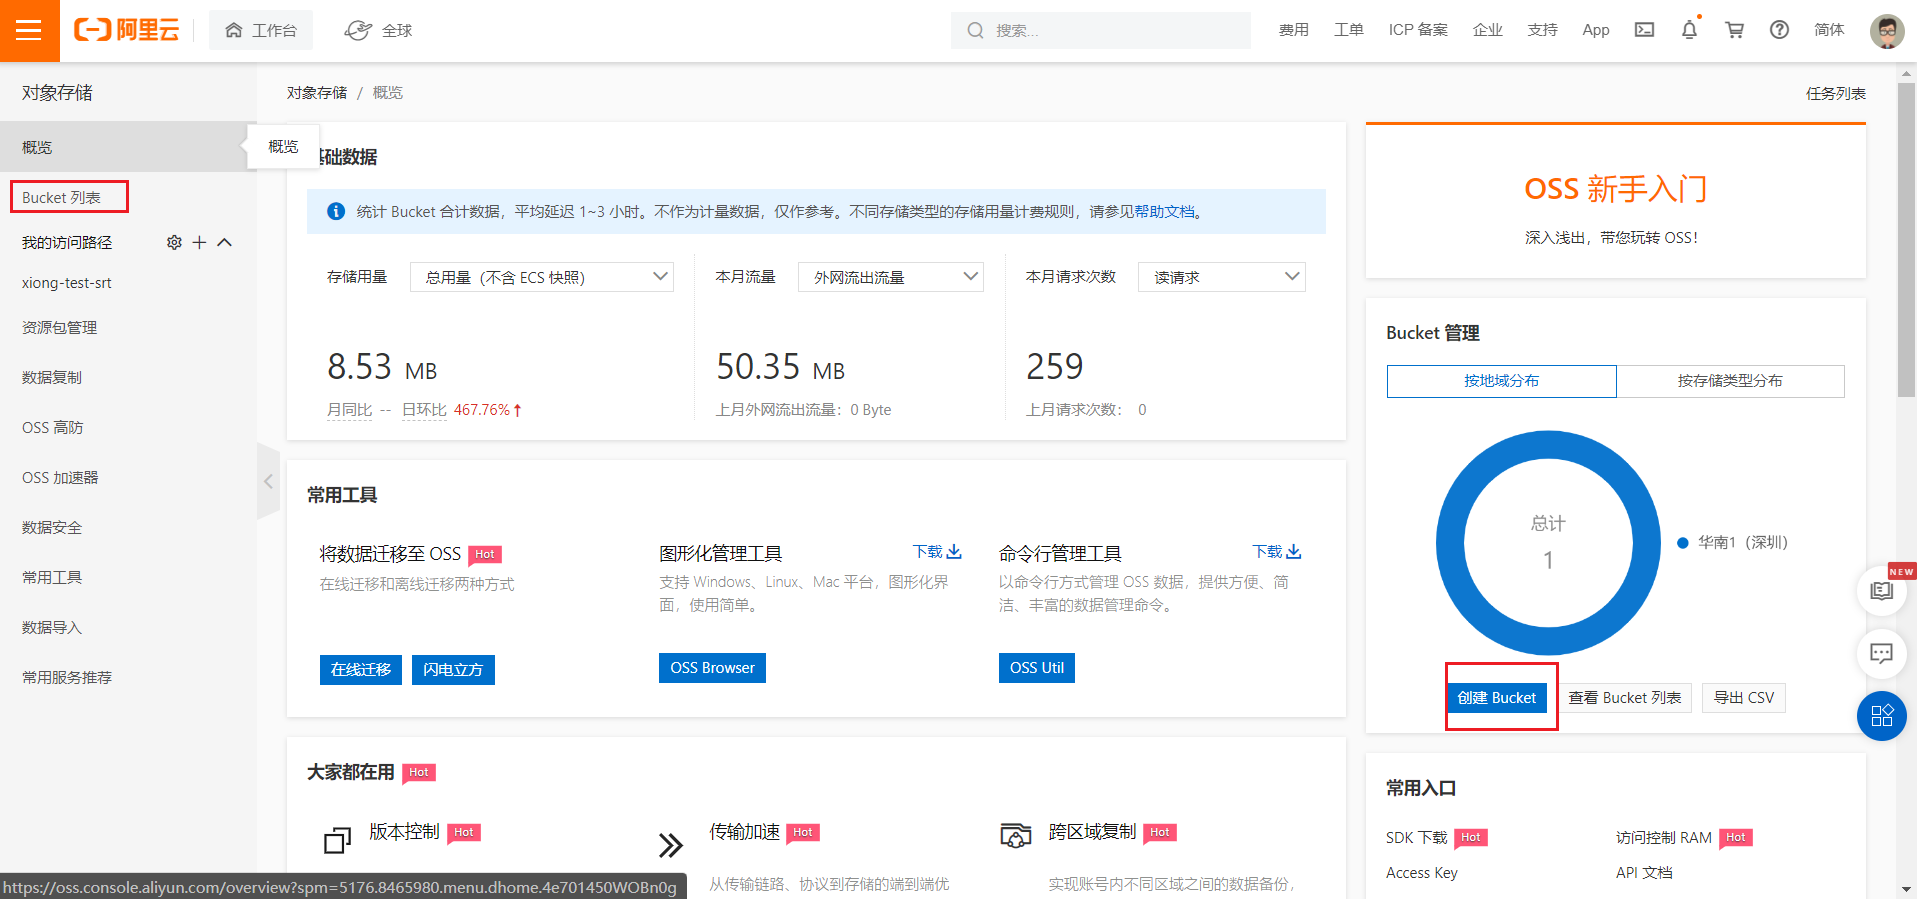 阿里云
工作台
全球
搜索...
费用
工单
ICP 备案
企业
支持
App
简体
对象存储
概览
Bucket 列表
我的访问路径
xiong-test-srt
资源包管理
数据复制
OSS 高防
OSS 加速器
数据安全
常用工具
数据导入
常用服务推荐
概览
对象存储 / 概览
任务列表
基础数据
统计 Bucket 合计数据，平均延迟 1~3 小时。不作为计量数据，仅作参考。不同存储类型的存储用量计费规则，请参见帮助文档。
存储用量 总用量（不含 ECS 快照）
8.53 MB
月同比 -- 日环比 467.76%
本月流量 外网流出流量
50.35 MB
上月外网流出流量：0 Byte
本月请求次数 读请求
259
上月请求次数： 0
常用工具
将数据迁移至 OSS Hot
在线迁移和离线迁移两种方式
在线迁移 闪电立方
图形化管理工具 下载
支持 Windows、Linux、Mac 平台，图形化界
面，使用简单。
OSS Browser
命令行管理工具 下载
以命令行方式管理 OSS 数据，提供方便、简
洁、丰富的数据管理命令。
OSS Util
大家都在用 Hot
版本控制 Hot
传输加速 Hot
从传输链路、协议到存储的端到端优
跨区域复制 Hot
实现账号内不同区域之间的数据备份，
OSS 新手入门
深入浅出，带您玩转 OSS！
Bucket 管理
按地域分布 按存储类型分布
总计
1
华南1（深圳）
创建 Bucket 查看 Bucket 列表 导出 CSV
NEW
常用入口
SDK 下载 Hot
访问控制 RAM Hot
Access Key
API 文档
https://oss.console.aliyun.com/overview?spm=5176.8465980.menu.dhome.4e701450WOBn0g